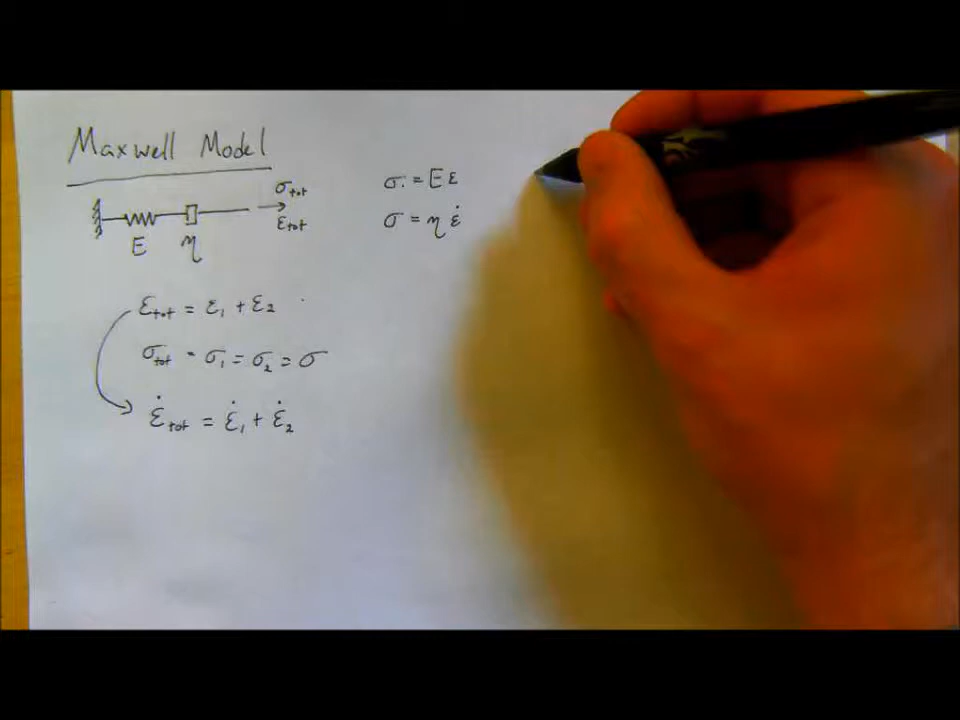 Maxwell Model
σtot
εtot
E η
σ = E ε
σ = η ε̇
εtot = ε₁ + ε₂
σtot = σ₁ = σ₂ = σ
ε̇tot = ε̇₁ + ε̇₂